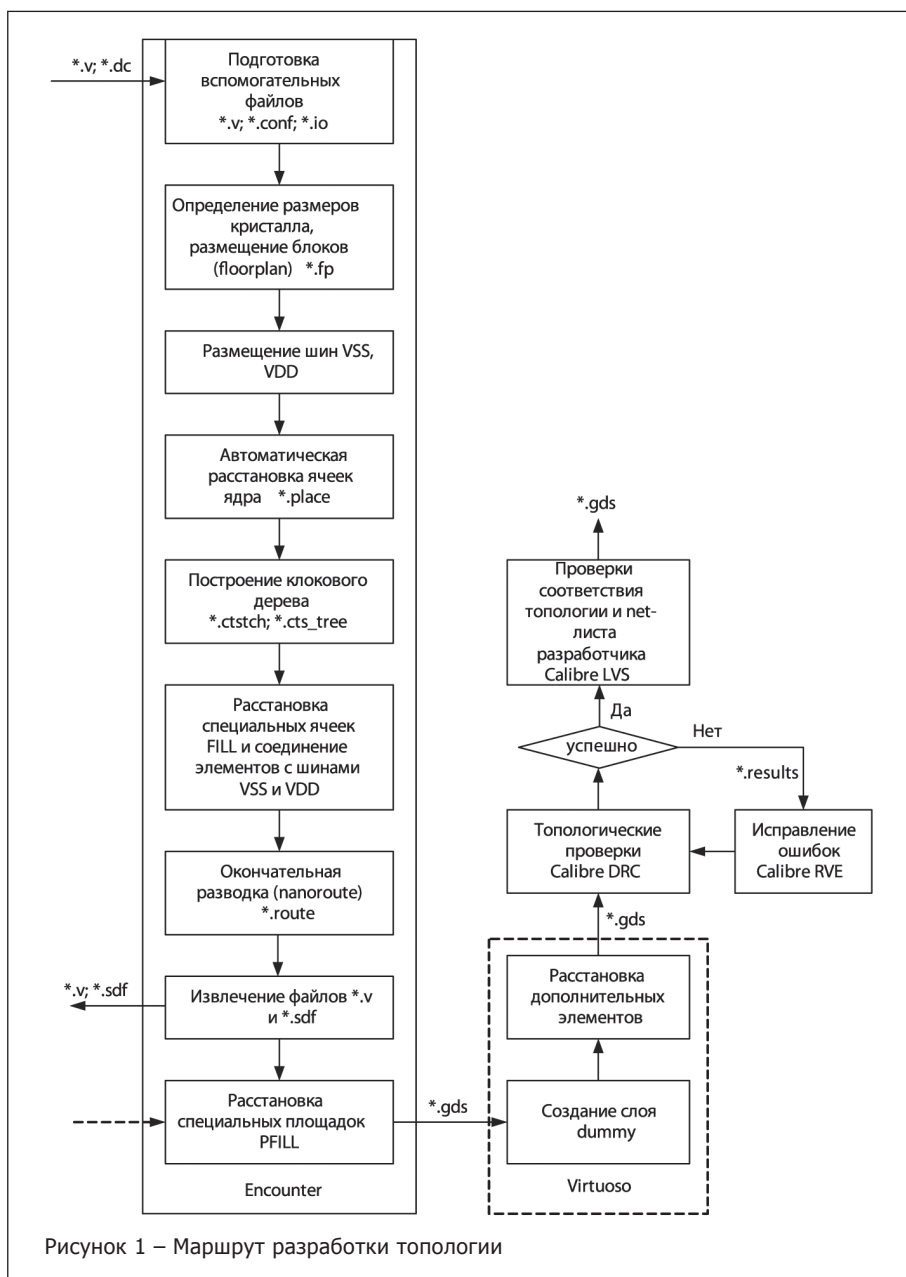 *.v; *.dc
Подготовка
вспомогательных
файлов
*.v; *.conf; *.io
Определение размеров
кристалла,
размещение блоков
(floorplan) *.fp
Размещение шин VSS,
VDD
Автоматическая
расстановка ячеек
ядра *.place
Построение клокового
дерева
*.ctstch; *.cts_tree
Расстановка
специальных ячеек
FILL и соединение
элементов с шинами
VSS и VDD
Окончательная
разводка (nanoroute)
*.route
*.v; *.sdf
Извлечение файлов *.v
и *.sdf
Расстановка
специальных площадок
PFILL
Encounter
*.gds
Создание слоя
dummy
Расстановка
дополнительных
элементов
Virtuoso
*.gds
Топологические
проверки
Calibre DRC
успешно
Да
Нет
*.results
Исправление
ошибок
Calibre RVE
Проверки
соответствия
топологии и net-
листа
разработчика
Calibre LVS
*.gds
Рисунок 1 – Маршрут разработки топологии